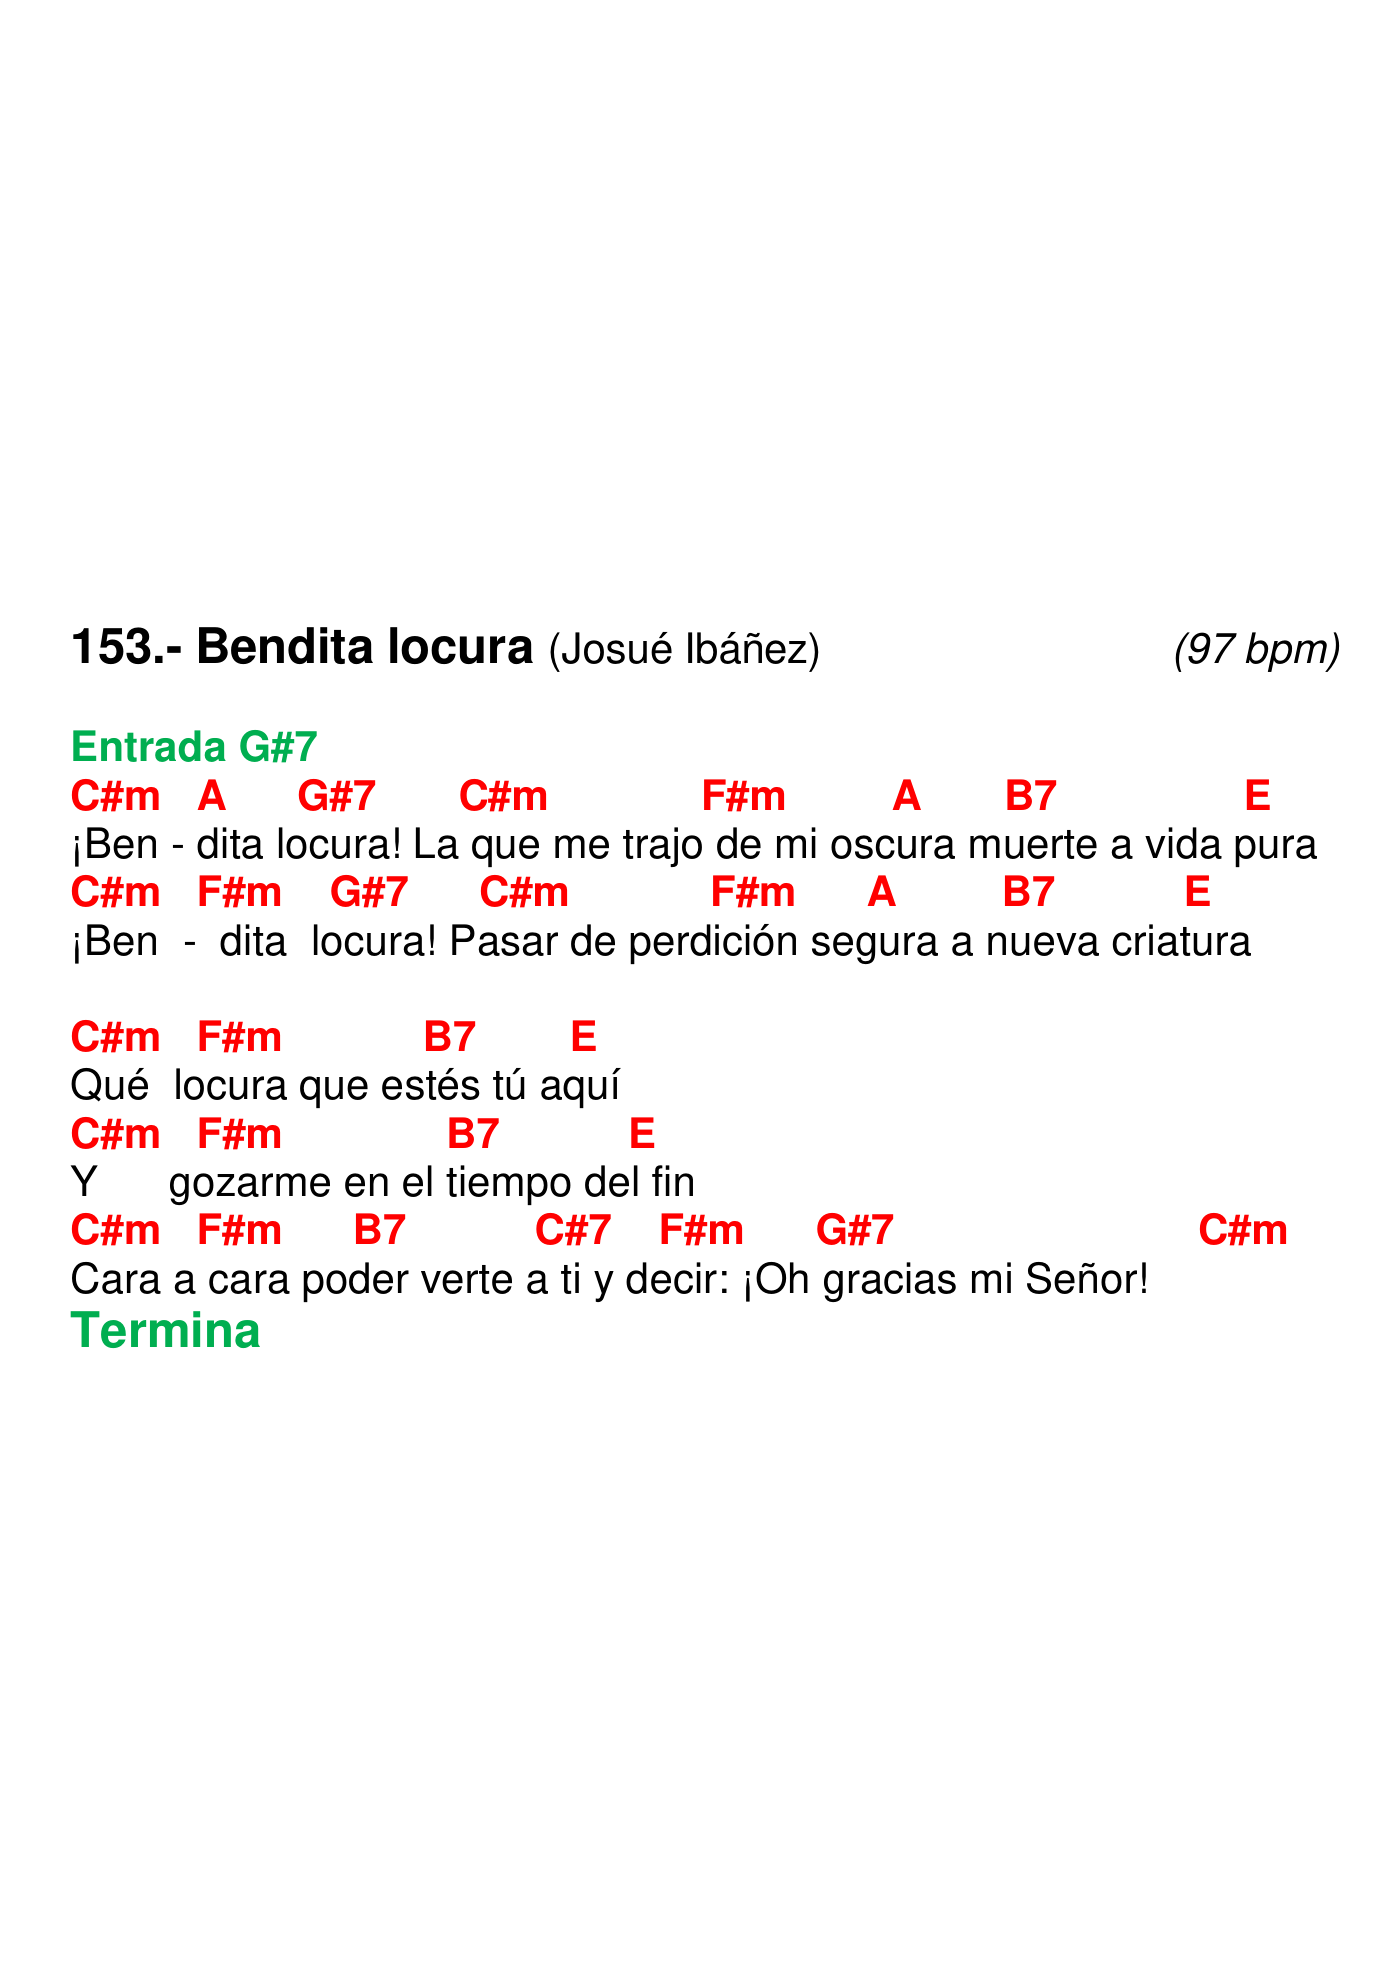 153.- Bendita locura (Josué Ibáñez) (97 bpm)
Entrada G#7
C#m A G#7 C#m F#m A B7 E
¡Ben - dita locura! La que me trajo de mi oscura muerte a vida pura
C#m F#m G#7 C#m F#m A B7 E
¡Ben - dita locura! Pasar de perdición segura a nueva criatura
C#m F#m B7 E
Qué locura que estés tú aquí
C#m F#m B7 E
Y gozarme en el tiempo del fin
C#m F#m B7 C#7 F#m G#7 C#m
Cara a cara poder verte a ti y decir: ¡Oh gracias mi Señor!
Termina